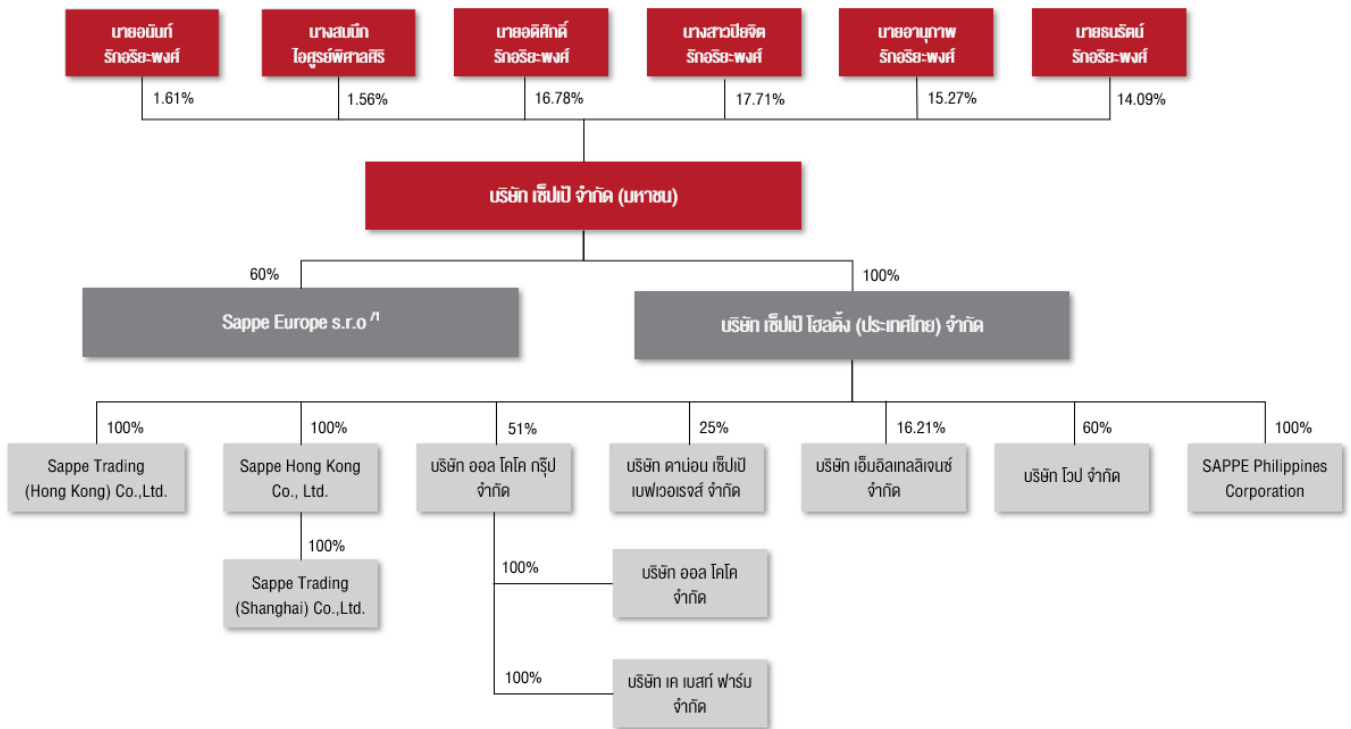 นายอนันท์
รักอริยะพงศ์
นางสมนึก
ไอศูรย์พิศาลศิริ
นายอดิศักดิ์
รักอริยะพงศ์
นางสาวปิยจิต
รักอริยะพงศ์
นายอานุภาพ
รักอริยะพงศ์
นายธนรัตน์
รักอริยะพงศ์
1.61%
1.56%
16.78%
17.71%
15.27%
14.09%
บริษัท เซ็ปเป้ จำกัด (มหาชน)
60%
100%
Sappe Europe s.r.o /1
บริษัท เซ็ปเป้ โฮลดิ้ง (ประเทศไทย) จำกัด
100%
100%
51%
25%
16.21%
60%
100%
Sappe Trading
(Hong Kong) Co.,Ltd.
Sappe Hong Kong
Co., Ltd.
บริษัท ออล โคโค กรุ๊ป
จำกัด
บริษัท ดาน่อน เซ็ปเป้
เบฟเวอเรจส์ จำกัด
บริษัท เอ็มอิลเทลลิเจนซ์
จำกัด
บริษัท โวป จำกัด
SAPPE Philippines
Corporation
100%
Sappe Trading
(Shanghai) Co.,Ltd.
100%
บริษัท ออล โคโค
จำกัด
100%
บริษัท เค เบสท์ ฟาร์ม
จำกัด